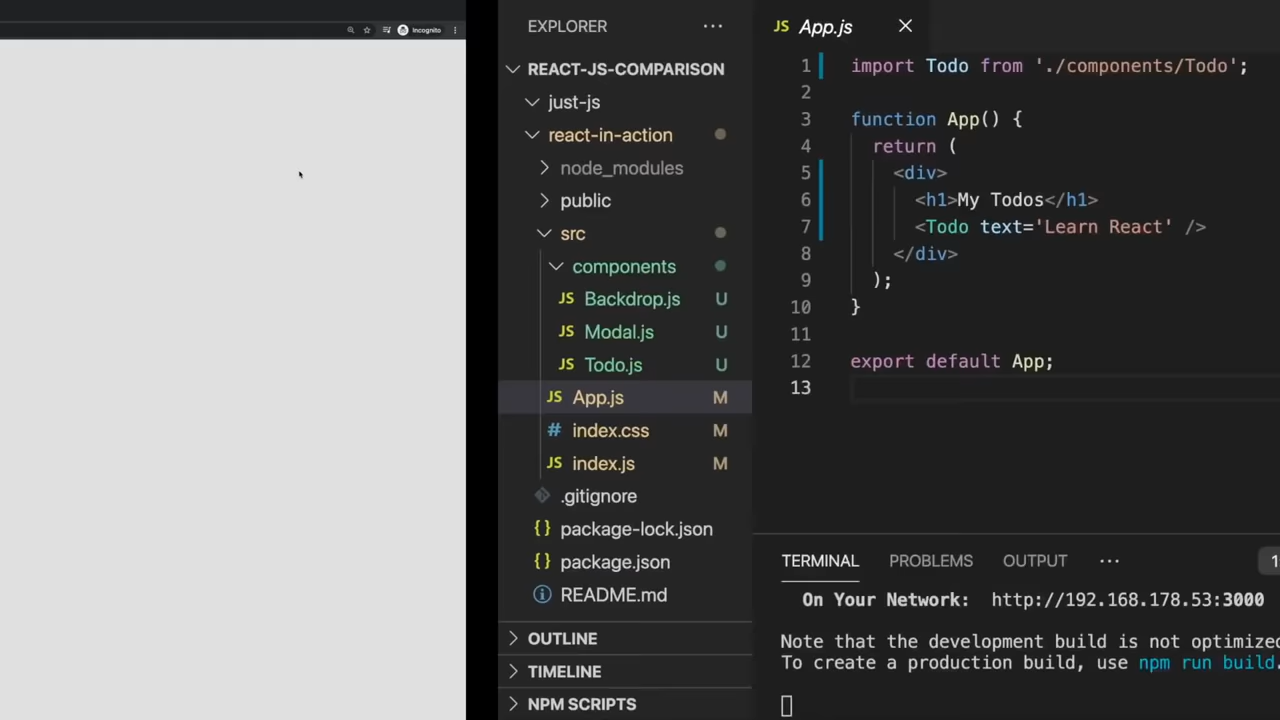 Incognito
EXPLORER
REACT-JS-COMPARISON
just-js
react-in-action
node_modules
public
src
components
JS Backdrop.js U
JS Modal.js U
JS Todo.js U
JS App.js M
# index.css M
JS index.js M
.gitignore
{} package-lock.json
{} package.json
README.md
OUTLINE
TIMELINE
NPM SCRIPTS
JS App.js
1 import Todo from './components/Todo';
2
3 function App() {
4 return (
5 <div>
6 <h1>My Todos</h1>
7 <Todo text='Learn React' />
8 </div>
9 );
10 }
11
12 export default App;
13
TERMINAL PROBLEMS OUTPUT ··· 1
On Your Network: http://192.168.178.53:3000
Note that the development build is not optimized
To create a production build, use npm run build.